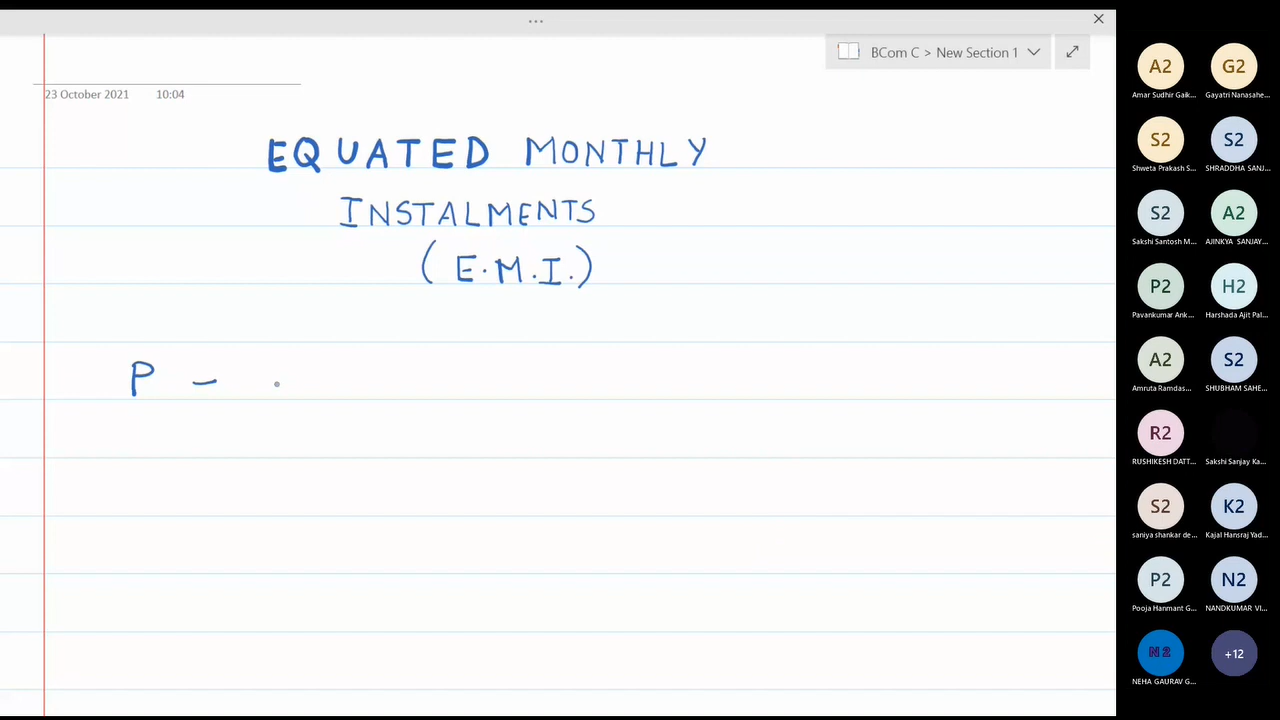 ...
BCom C > New Section 1
23 October 2021 10:04
EQUATED MONTHLY
INSTALMENTS
(E.M.I.)
P -
A2 G2
Amar Sudhir Gaik... Gayatri Nanasahe...
S2 S2
Shweta Prakash S... SHRADDHA SANJ...
S2 A2
Sakshi Santosh M... AJINKYA SANJAY...
P2 H2
Pavankumar Ank... Harshada Ajit Pal...
A2 S2
Amruta Ramdas... SHUBHAM SAHE...
R2
RUSHIKESH DATT... Sakshi Sanjay Ka...
S2 K2
saniya shankar de... Kajal Hansraj Yad...
P2 N2
Pooja Hanmant G... NANDKUMAR VI...
N2 +12
NEHA GAURAV G...